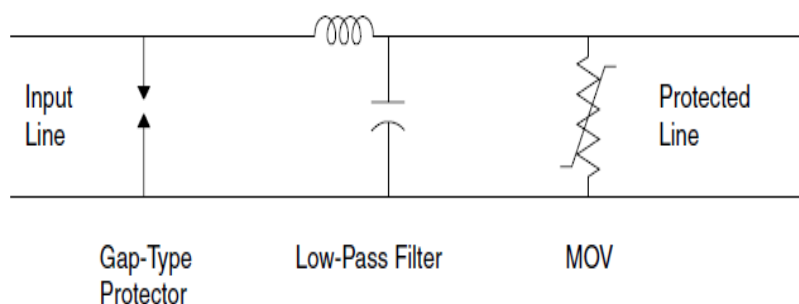 Input
Line
Protected
Line
Gap-Type
Protector
Low-Pass Filter
MOV